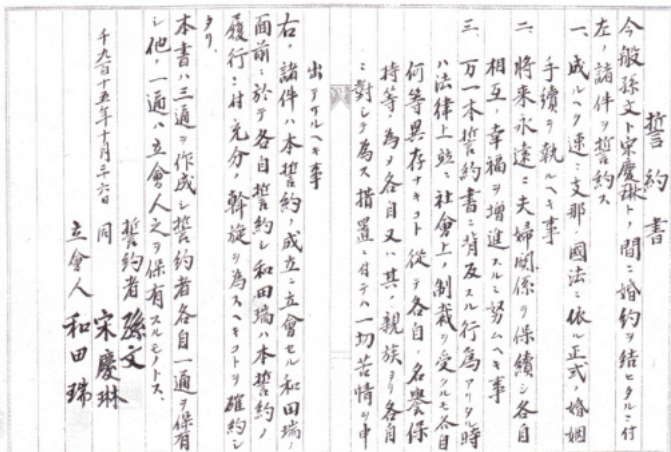 誓約書
今般孫文ト宋慶琳トノ間ニ婚約ヲ結ヒタルニ付
左ノ諸件ヲ誓約ス
一、成ルヘク速ニ支那ノ國法ニ依ル正式ノ婚姻
手續ヲ執ルヘキ事
二、將来永遠ニ夫婦関係ヲ保續シ各自
相互ノ幸福ヲ増進スルニ努ムヘキ事
三、万一本誓約書ニ背反スル行為アリタル時
ハ法律上並ニ社會上ノ制裁ヲ受クルモ各自
何等異存ナキコト從テ各自ノ名譽保
持等ノ為メ各自又ハ其ノ親族ヨリ各自
ニ對シテ為ス措置ニ付テハ一切苦情ヲ申
出テサルヘキ事
右ノ諸件ハ本誓約ノ成立ニ立會セル和田瑞ノ
面前ニ於テ各自誓約シ和田瑞ハ本誓約ノ
履行ニ付充分ノ斡旋ヲ為スヘキコトヲ確約シ
タリ、
本書ハ三通ヲ作成シ誓約者各自一通ヲ保有
シ他ノ一通ハ立會人之ヲ保有スルモノトス、
千九百十五年十月二六日
誓約者 孫文
同 宋慶琳
立會人 和田瑞